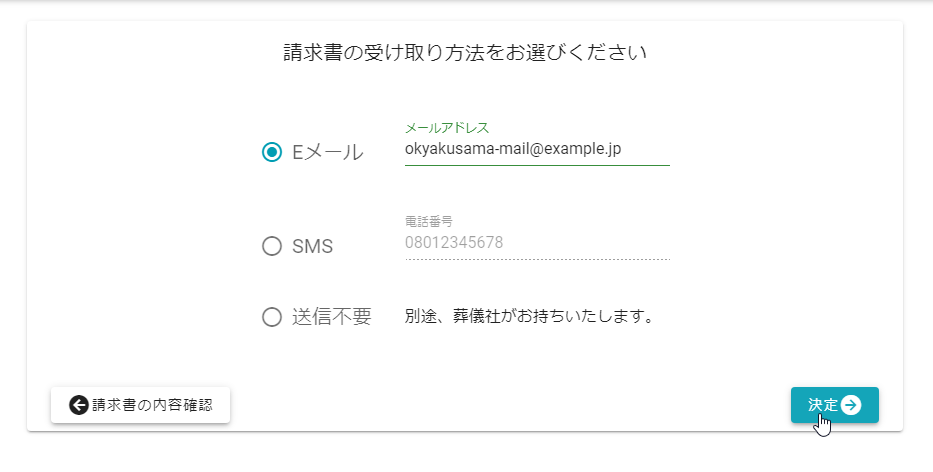 請求書の受け取り方法をお選びください
メールアドレス
Eメール
okyakusama-mail@example.jp
電話番号
SMS
08012345678
送信不要
別途、葬儀社がお持ちいたします。
請求書の内容確認
決定